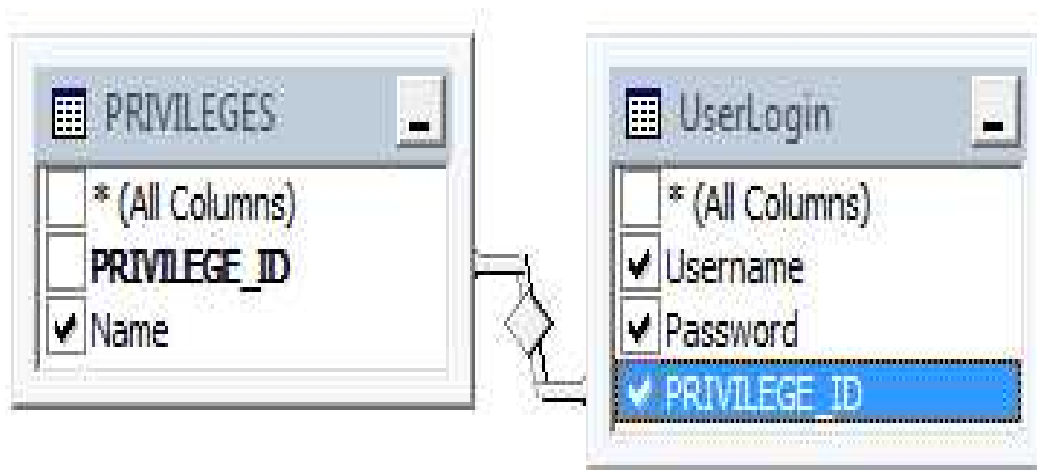 PRIVILEGES
* (All Columns)
PRIVILEGE_ID
Name
UserLogin
* (All Columns)
Username
Password
PRIVILEGE_ID